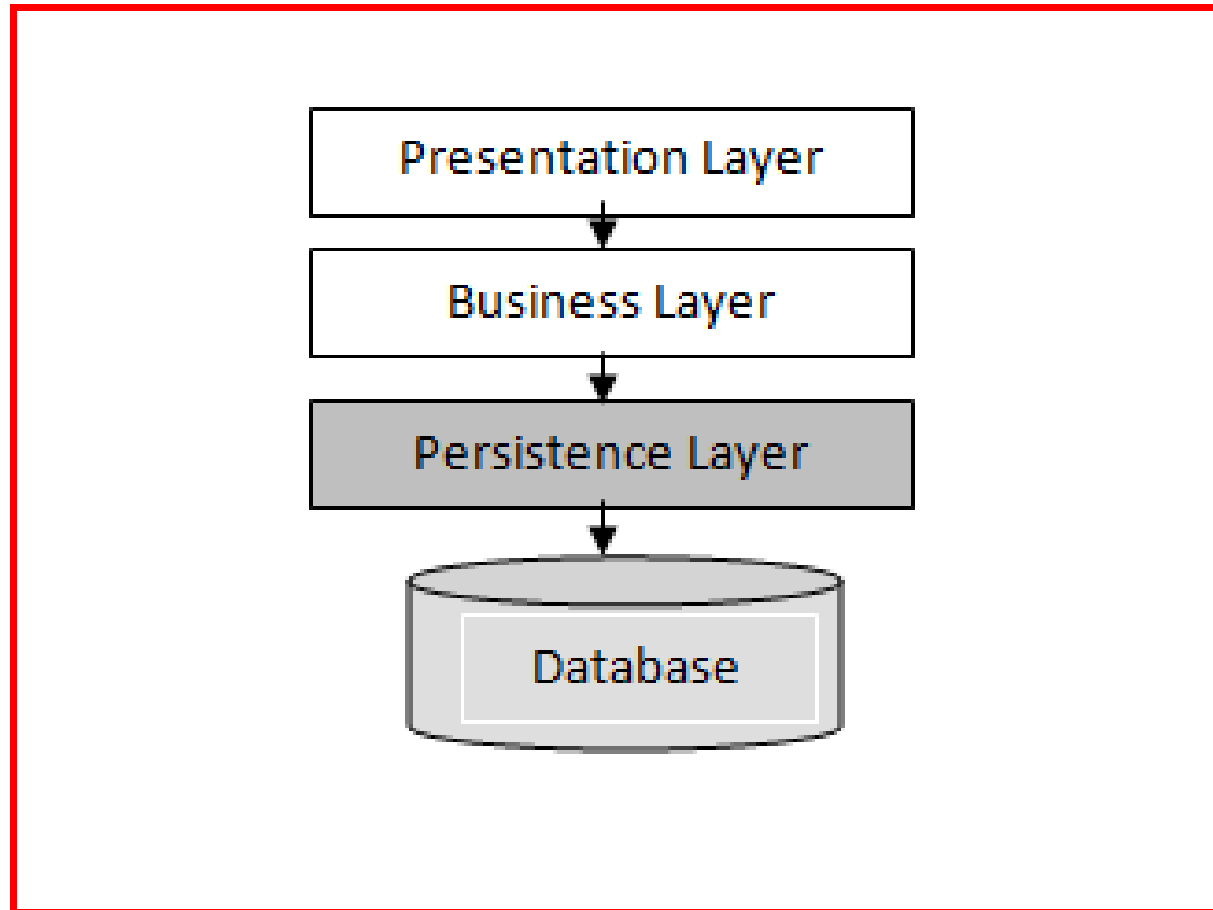 Presentation Layer
Business Layer
Persistence Layer
Database